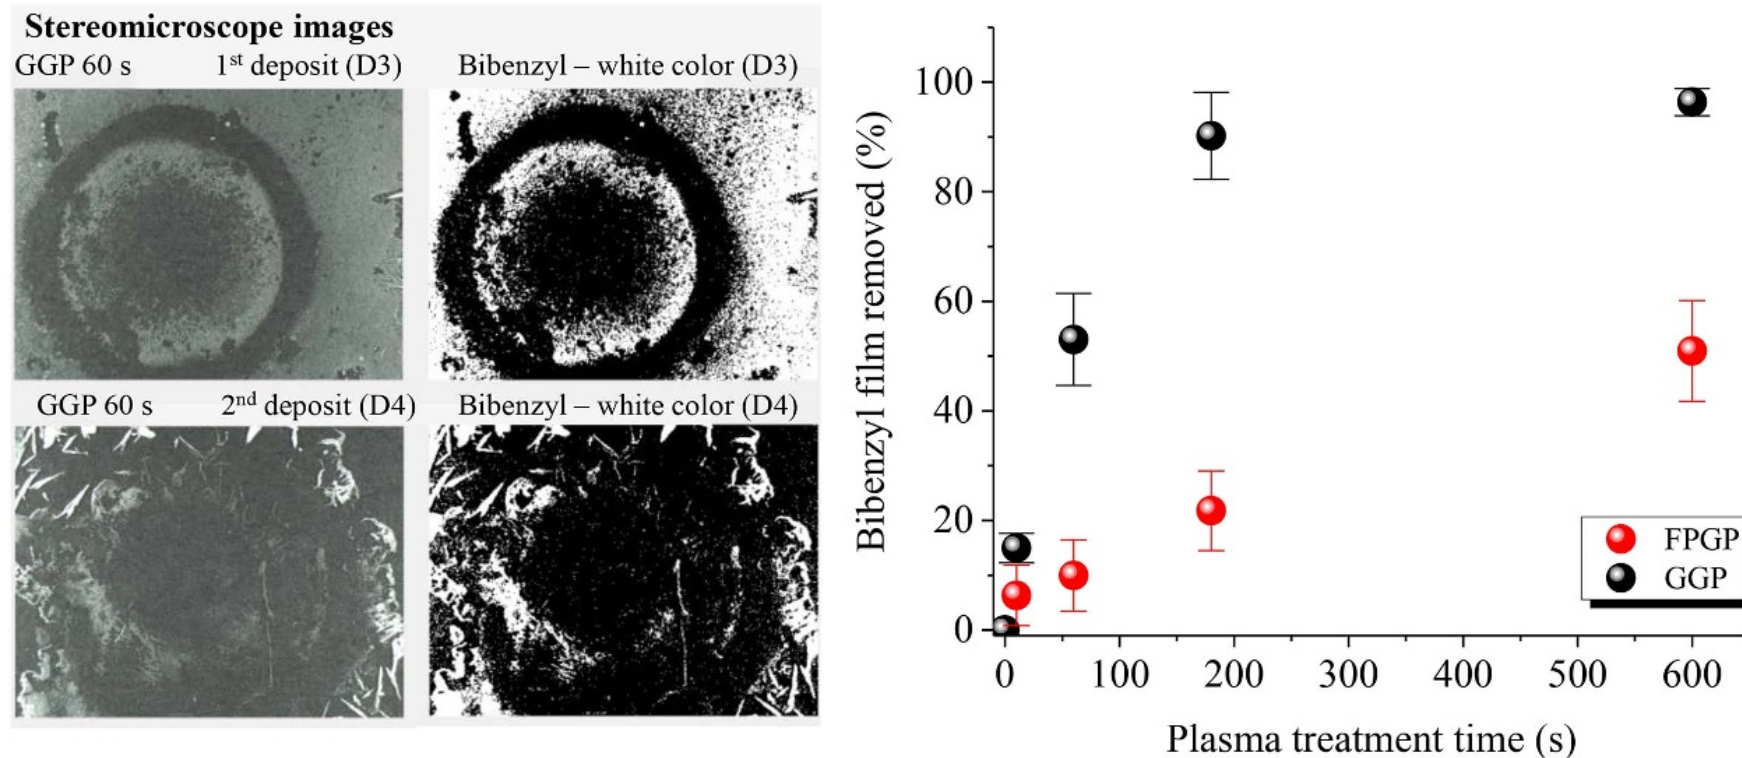 Stereomicroscope images
GGP 60 s 1st deposit (D3) Bibenzyl – white color (D3)
GGP 60 s 2nd deposit (D4) Bibenzyl – white color (D4)
Bibenzyl film removed (%)
100
80
60
40
20
0
FPGP
GGP
0 100 200 300 400 500 600
Plasma treatment time (s)